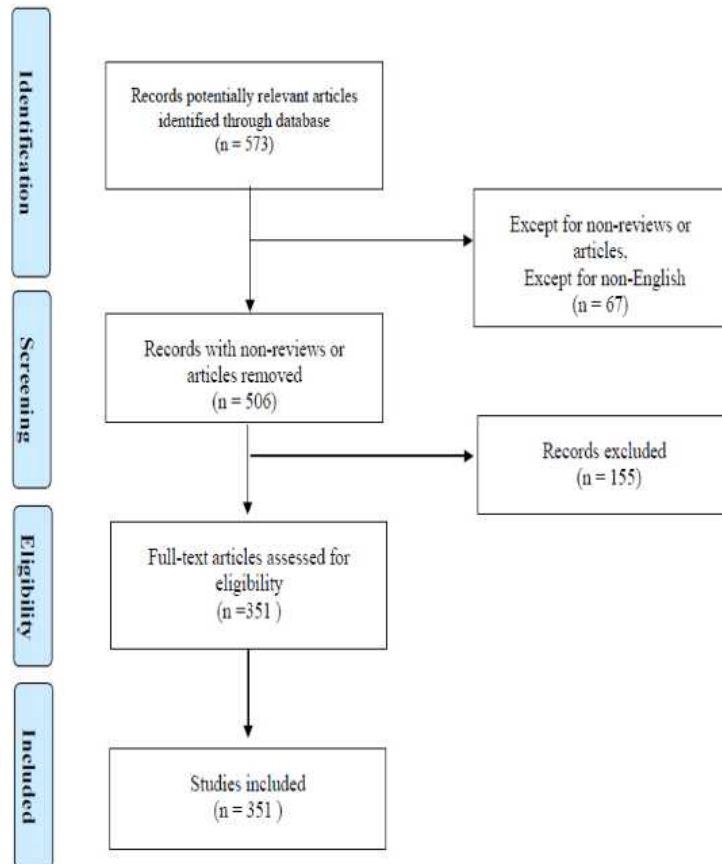 Identification
Records potentially relevant articles
identified through database
(n = 573)
Except for non-reviews or
articles.
Except for non-English
(n = 67)
Screening
Records with non-reviews or
articles removed
(n = 506)
Records excluded
(n = 155)
Eligibility
Full-text articles assessed for
eligibility
(n =351 )
Included
Studies included
(n = 351 )